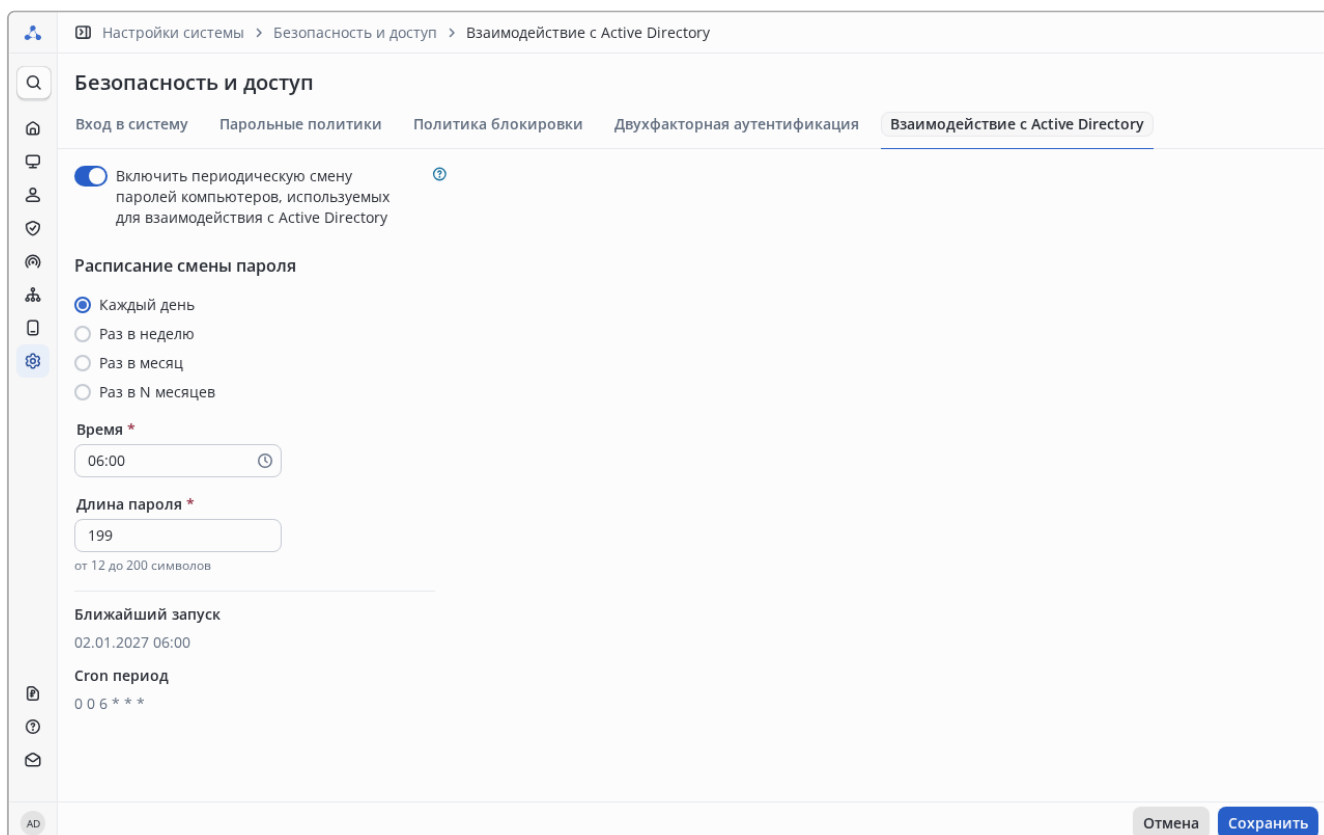 Настройки системы > Безопасность и доступ > Взаимодействие с Active Directory
Безопасность и доступ
Вход в систему Парольные политики Политика блокировки Двухфакторная аутентификация Взаимодействие с Active Directory
Включить периодическую смену
паролей компьютеров, используемых
для взаимодействия с Active Directory
Расписание смены пароля
Каждый день
Раз в неделю
Раз в месяц
Раз в N месяцев
Время *
06:00
Длина пароля *
199
от 12 до 200 символов
Ближайший запуск
02.01.2027 06:00
Cron период
0 0 6 * * *
AD
Отмена Сохранить